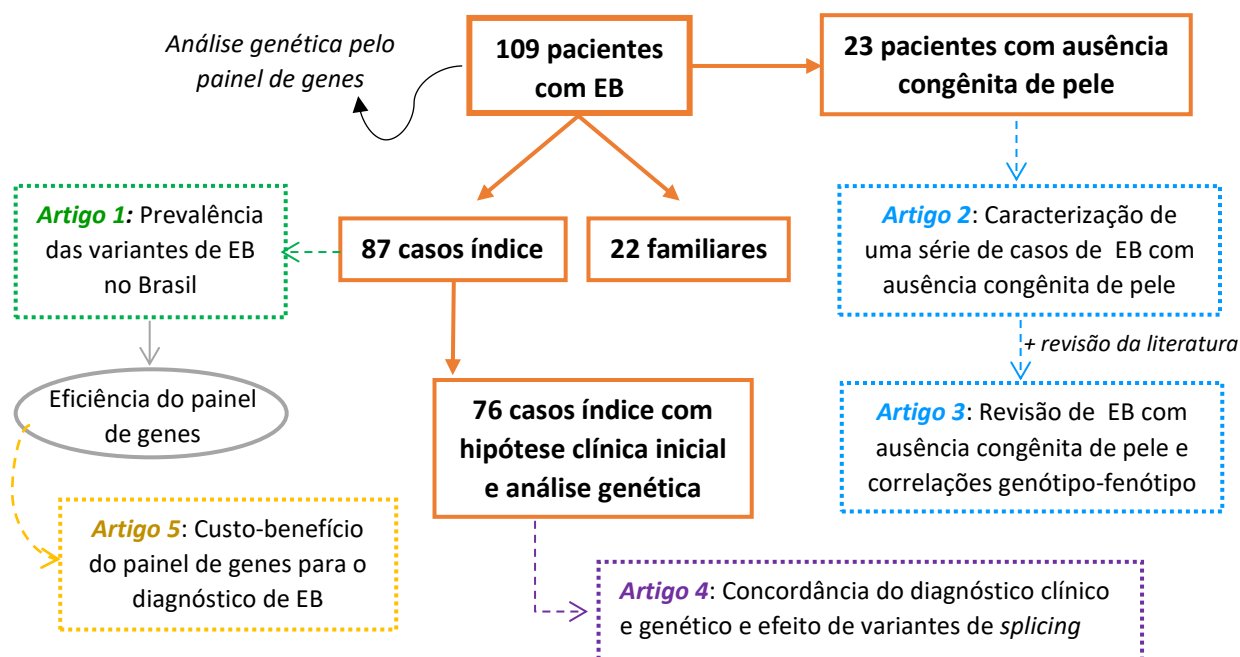 Análise genética pelo
painel de genes
109 pacientes
com EB
23 pacientes com ausência
congênita de pele
Artigo 1: Prevalência
das variantes de EB
no Brasil
87 casos índice
22 familiares
Artigo 2: Caracterização de
uma série de casos de EB com
ausência congênita de pele
+ revisão da literatura
Eficiência do painel
de genes
76 casos índice com
hipótese clínica inicial
e análise genética
Artigo 3: Revisão de EB com
ausência congênita de pele e
correlações genótipo-fenótipo
Artigo 5: Custo-benefício
do painel de genes para o
diagnóstico de EB
Artigo 4: Concordância do diagnóstico clínico
e genético e efeito de variantes de splicing